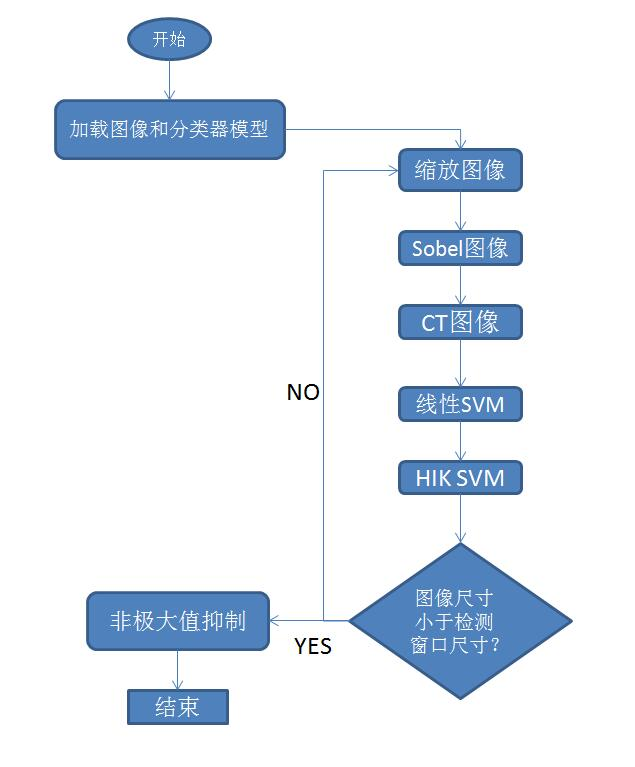 开始
加载图像和分类器模型
缩放图像
Sobel图像
CT图像
线性SVM
HIK SVM
图像尺寸
小于检测
窗口尺寸？
NO
YES
非极大值抑制
结束